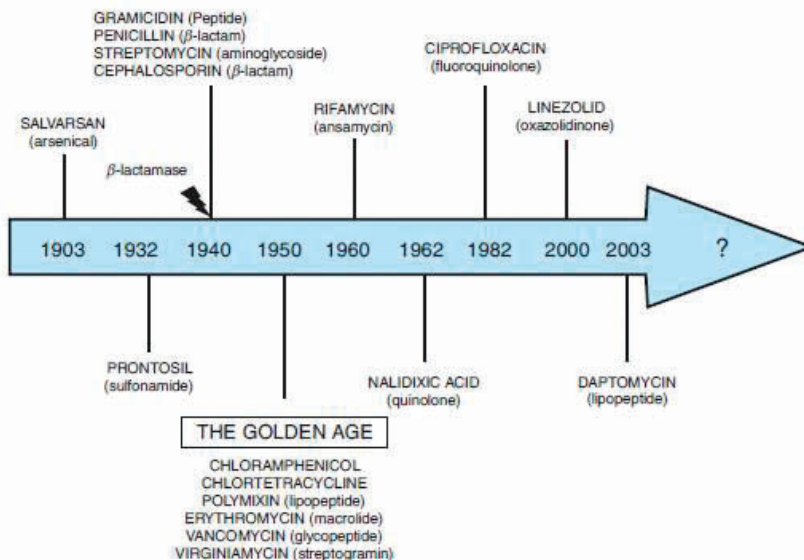 GRAMICIDIN (Peptide)
PENICILLIN (β-lactam)
STREPTOMYCIN (aminoglycoside)
CEPHALOSPORIN (β-lactam)
CIPROFLOXACIN
(fluoroquinolone)
SALVARSAN
(arsenical)
RIFAMYCIN
(ansamycin)
LINEZOLID
(oxazolidinone)
β-lactamase
1903 1932 1940 1950 1960 1962 1982 2000 2003 ?
PRONTOSIL
(sulfonamide)
NALIDIXIC ACID
(quinolone)
DAPTOMYCIN
(lipopeptide)
THE GOLDEN AGE
CHLORAMPHENICOL
CHLORTETRACYCLINE
POLYMIXIN (lipopeptide)
ERYTHROMYCIN (macrolide)
VANCOMYCIN (glycopeptide)
VIRGINIAMYCIN (streptogramin)